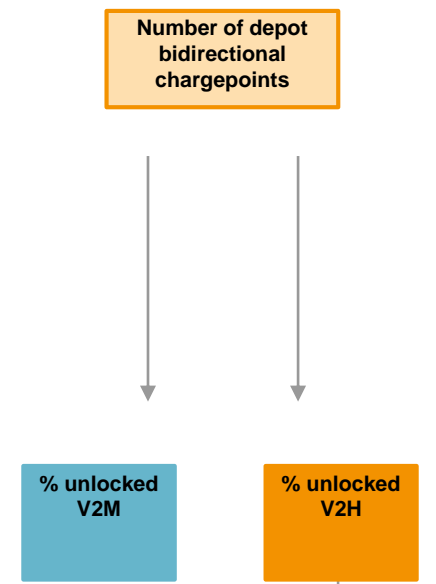 Number of depot
bidirectional
chargepoints
% unlocked
V2M
% unlocked
V2H